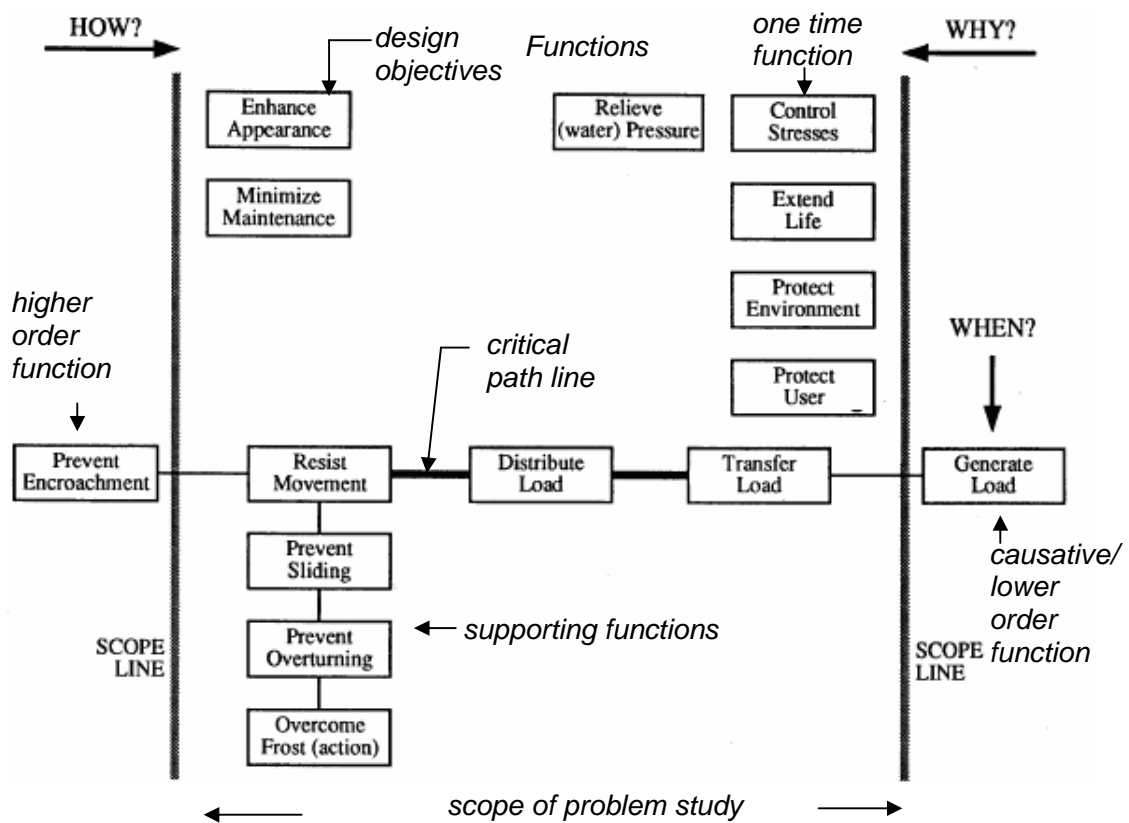 HOW?
design
objectives
Functions
one time
function
WHY?
Enhance
Appearance
Relieve
(water) Pressure
Control
Stresses
Minimize
Maintenance
Extend
Life
higher
order
function
Protect
Environment
critical
path line
WHEN?
Protect
User
Prevent
Encroachment
Resist
Movement
Distribute
Load
Transfer
Load
Generate
Load
Prevent
Sliding
causative/
lower
order
function
Prevent
Overturning
supporting functions
SCOPE
LINE
SCOPE
LINE
Overcome
Frost (action)
scope of problem study